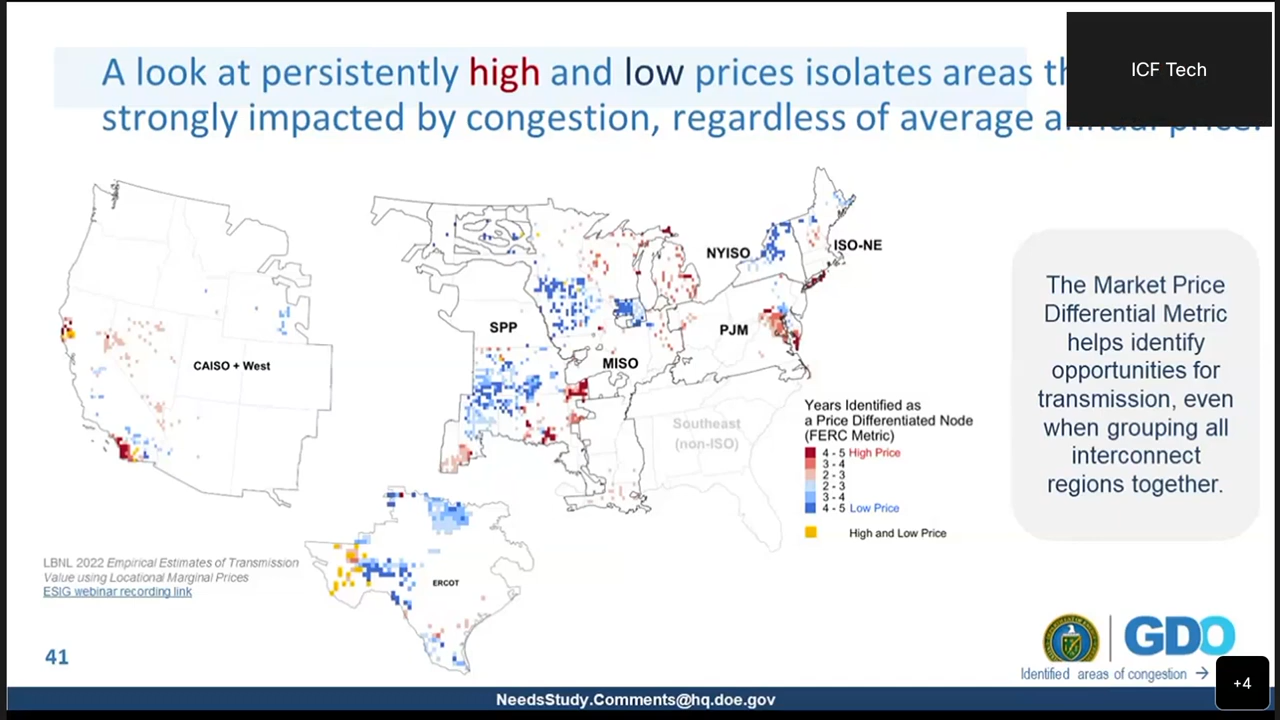 A look at persistently high and low prices isolates areas
strongly impacted by congestion, regardless of average annual price.
ICF Tech
NYISO
ISO-NE
SPP
PJM
CAISO + West
MISO
Southeast
(non-ISO)
ERCOT
Years Identified as
a Price Differentiated Node
(FERC Metric)
4 - 5 High Price
3 - 4
2 - 3
2 - 3
3 - 4
4 - 5 Low Price
High and Low Price
The Market Price
Differential Metric
helps identify
opportunities for
transmission, even
when grouping all
interconnect
regions together.
LBNL 2022 Empirical Estimates of Transmission
Value using Locational Marginal Prices
ESIG webinar recording link
41
GDO
Identified areas of congestion →
+4
NeedsStudy.Comments@hq.doe.gov